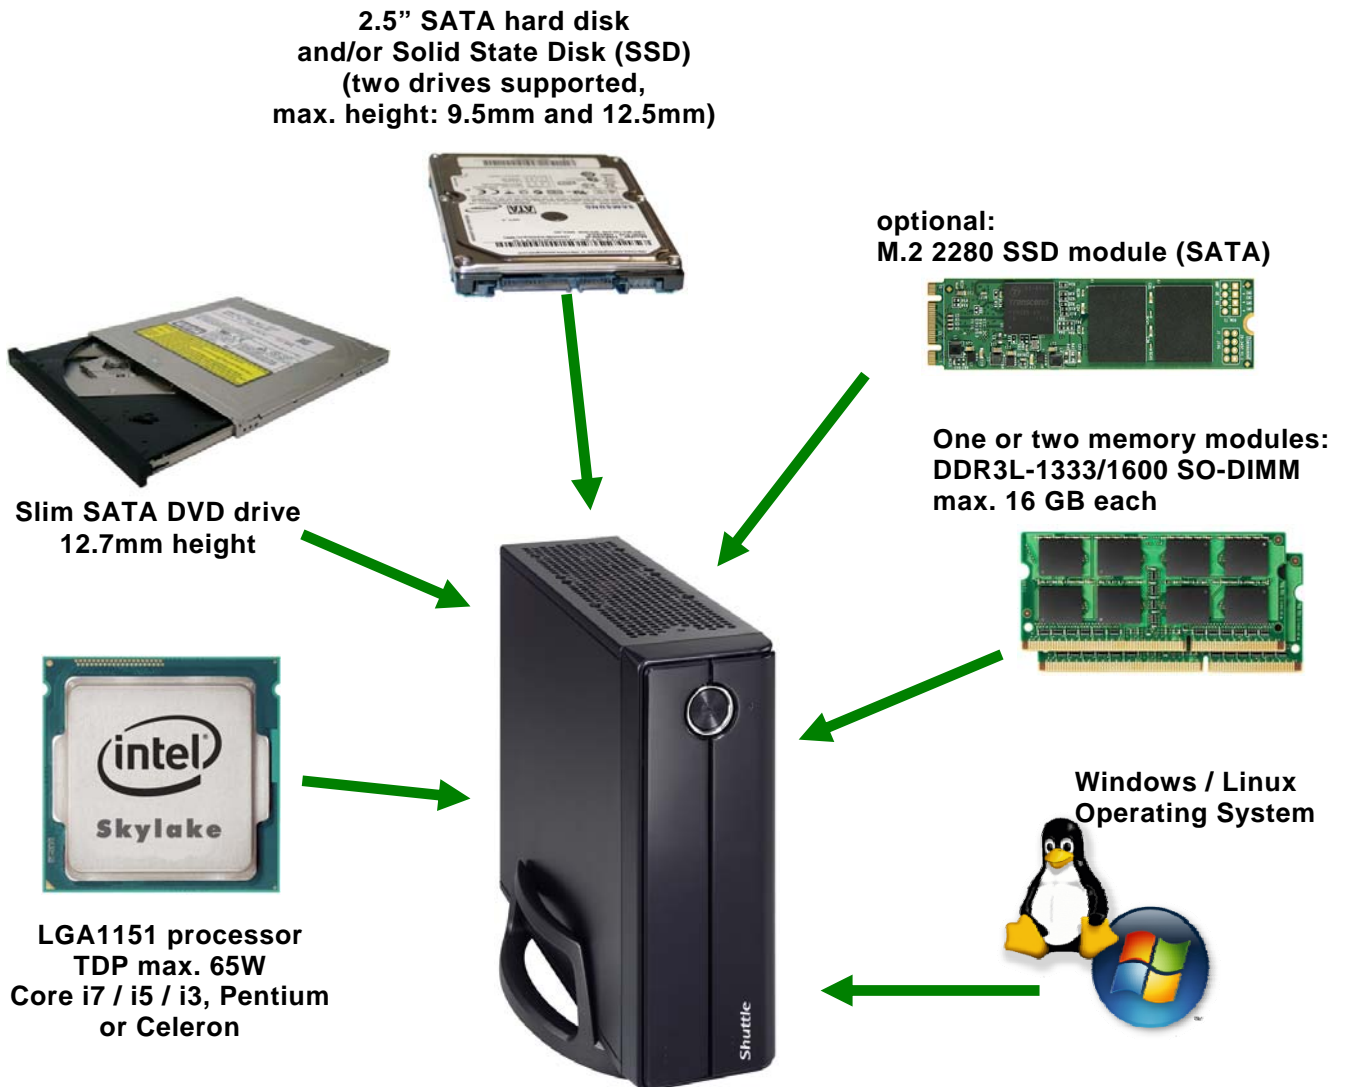 2.5” SATA hard disk
and/or Solid State Disk (SSD)
(two drives supported,
max. height: 9.5mm and 12.5mm)
SATA
SAMSUNG
optional:
M.2 2280 SSD module (SATA)
Transcend
Slim SATA DVD drive
12.7mm height
One or two memory modules:
DDR3L-1333/1600 SO-DIMM
max. 16 GB each
intel
Skylake
LGA1151 processor
TDP max. 65W
Core i7 / i5 / i3, Pentium
or Celeron
Windows / Linux
Operating System
Shuttle